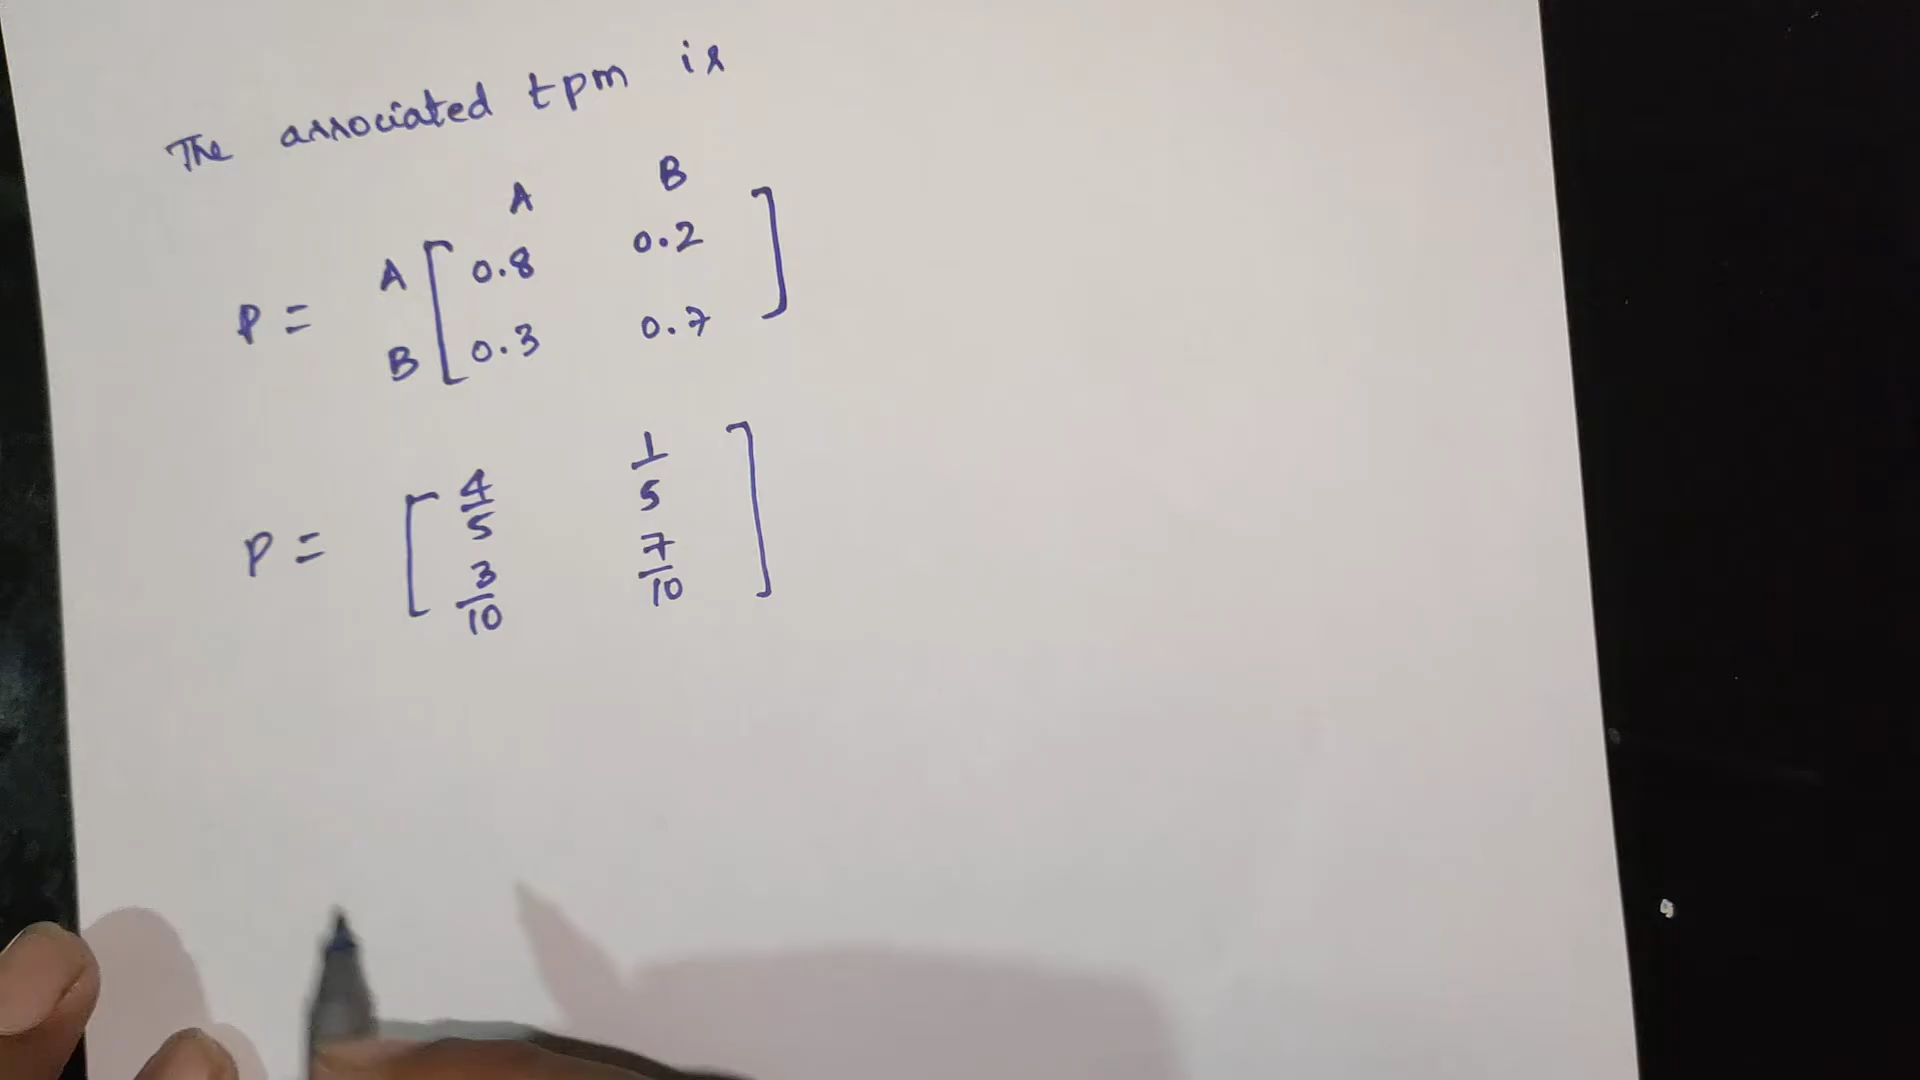 The associated tpm is
A B
A 0.8 0.2
P =
B 0.3 0.7
4/5 1/5
P =
3/10 7/10